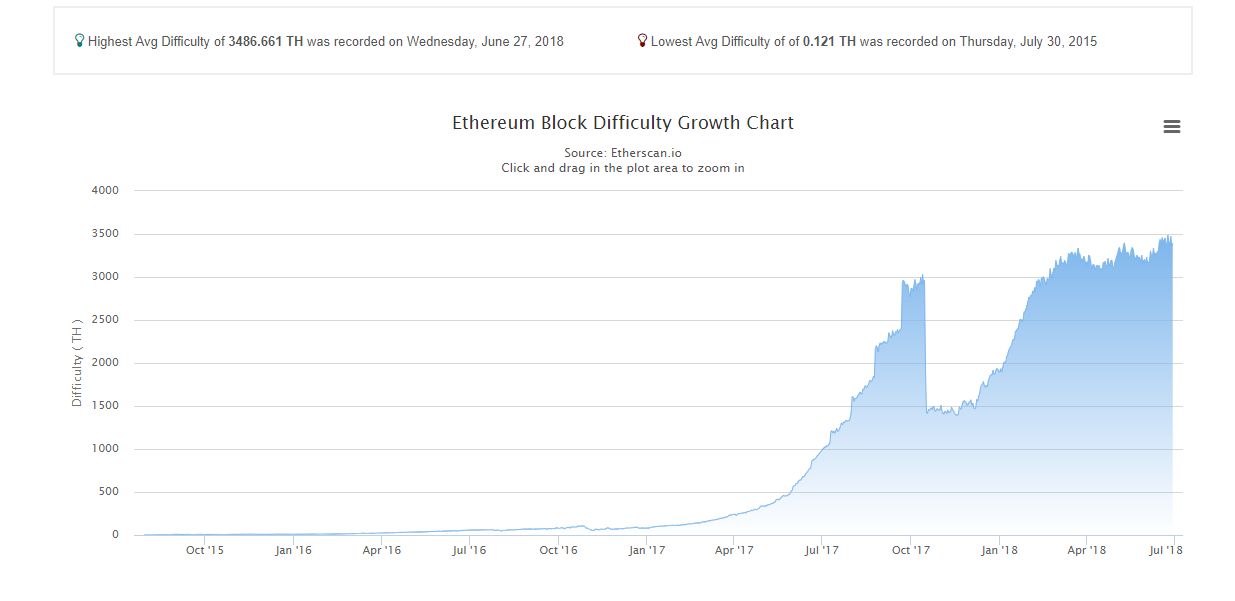 Highest Avg Difficulty of 3486.661 TH was recorded on Wednesday, June 27, 2018
Lowest Avg Difficulty of of 0.121 TH was recorded on Thursday, July 30, 2015
Ethereum Block Difficulty Growth Chart
Source: Etherscan.io
Click and drag in the plot area to zoom in
Difficulty ( TH )
4000
3500
3000
2500
2000
1500
1000
500
0
Oct '15 Jan '16 Apr '16 Jul '16 Oct '16 Jan '17 Apr '17 Jul '17 Oct '17 Jan '18 Apr '18 Jul '18